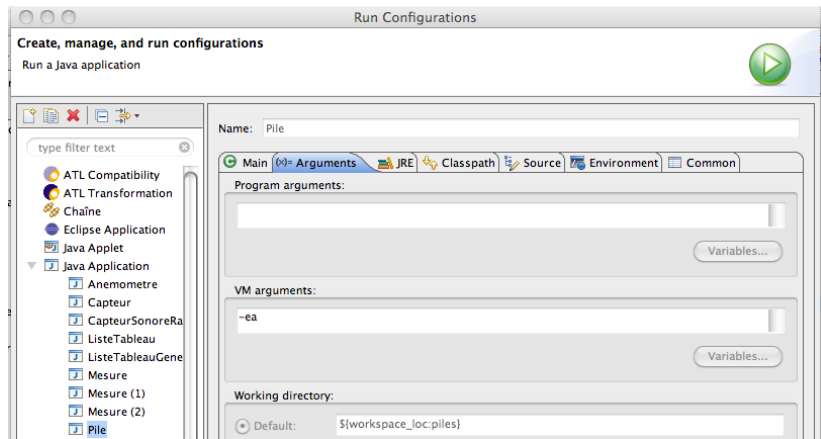 Run Configurations
Create, manage, and run configurations
Run a Java application
type filter text
ATL Compatibility
ATL Transformation
Chaîne
Eclipse Application
Java Applet
Java Application
Anemometre
Capteur
CapteurSonoreRa
ListeTableau
ListeTableauGene
Mesure
Mesure (1)
Mesure (2)
Pile
Name: Pile
Main (x)= Arguments JRE Classpath Source Environment Common
Program arguments:
Variables...
VM arguments:
-ea
Variables...
Working directory:
Default: ${workspace_loc:piles}